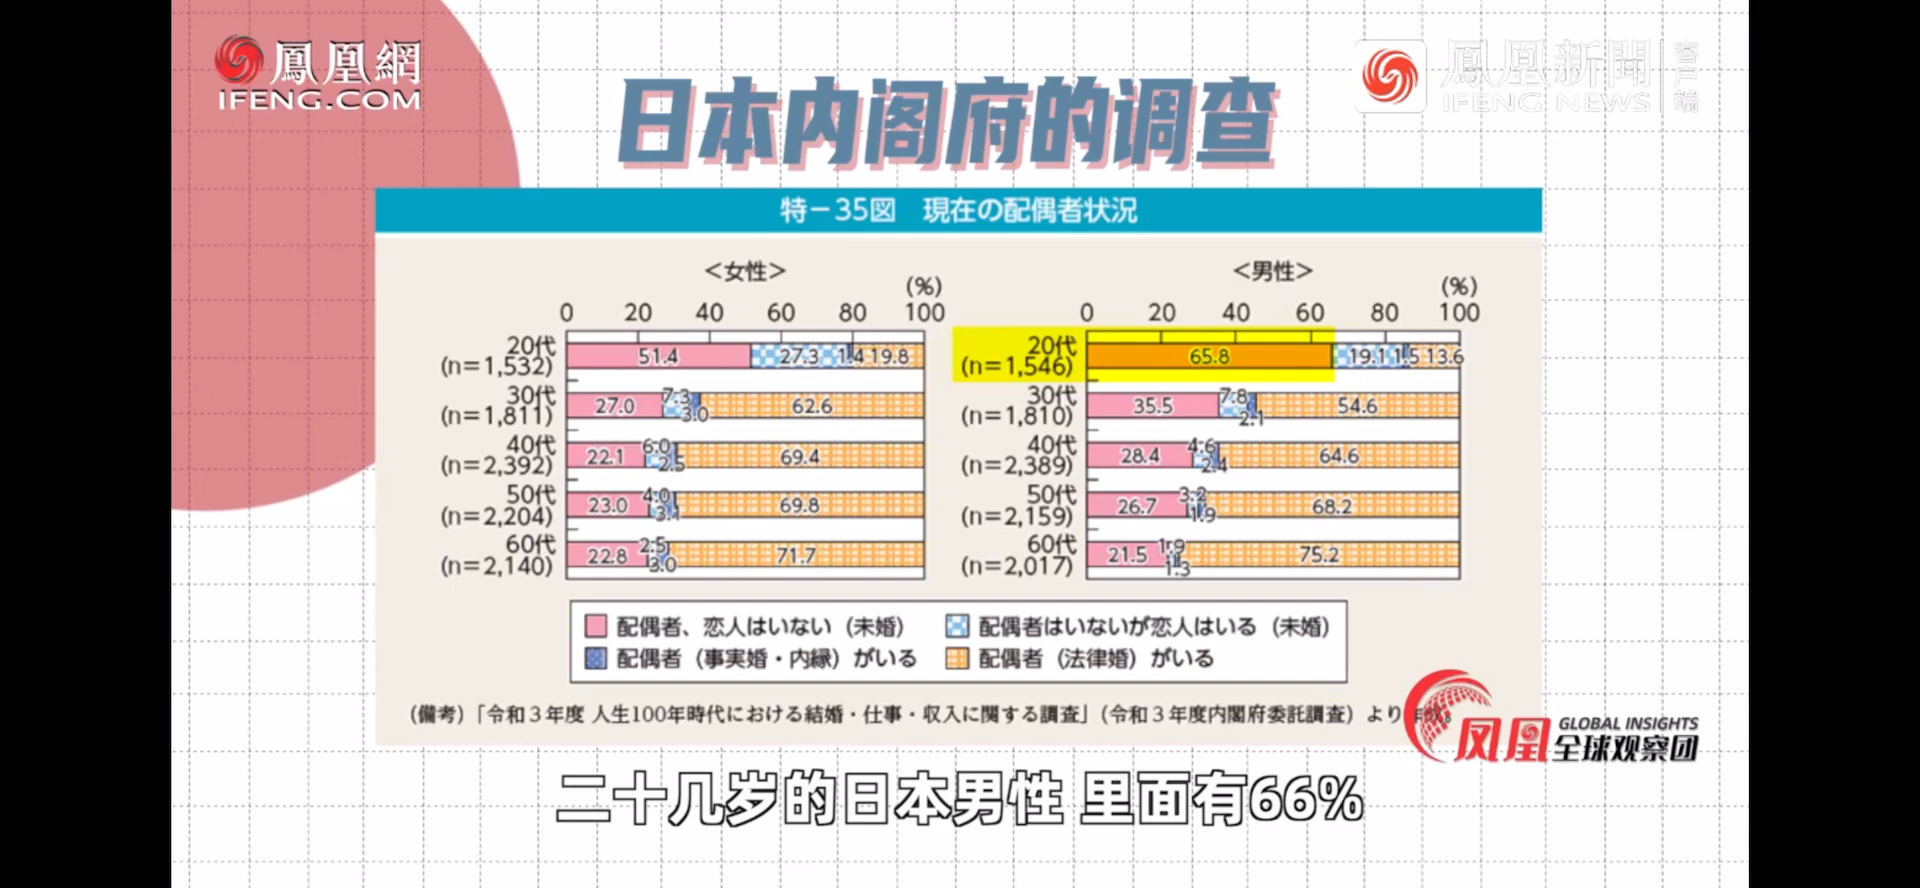 鳳凰網
IFENG.COM
鳳凰新聞 客户端
IFENG NEWS
日本内阁府的调查
特－35図　現在の配偶者状況
＜女性＞
(%)
0 20 40 60 80 100
20代 (n＝1,532) 51.4 27.3 1.4 19.8
30代 (n＝1,811) 27.0 7.3 3.0 62.6
40代 (n＝2,392) 22.1 6.0 2.5 69.4
50代 (n＝2,204) 23.0 4.0 3.1 69.8
60代 (n＝2,140) 22.8 2.5 3.0 71.7
＜男性＞
(%)
0 20 40 60 80 100
20代 (n＝1,546) 65.8 19.1 1.5 13.6
30代 (n＝1,810) 35.5 7.8 2.1 54.6
40代 (n＝2,389) 28.4 4.6 2.4 64.6
50代 (n＝2,159) 26.7 3.2 1.9 68.2
60代 (n＝2,017) 21.5 1.9 1.3 75.2
配偶者、恋人はいない（未婚） 配偶者はいないが恋人はいる（未婚）
配偶者（事実婚・内縁）がいる 配偶者（法律婚）がいる
（備考）「令和３年度 人生100年時代における結婚・仕事・収入に関する調査」（令和３年度内閣府委託調査）より
凤凰 GLOBAL INSIGHTS
全球观察团
二十几岁的日本男性 里面有66%